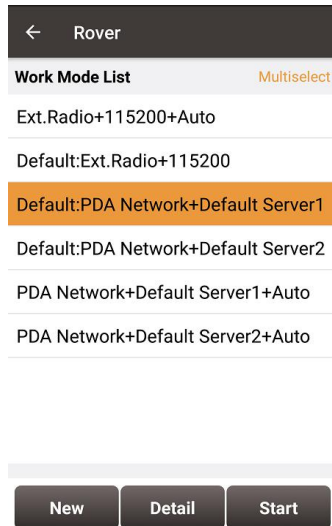 Rover
Work Mode List Multiselect
Ext.Radio+115200+Auto
Default:Ext.Radio+115200
Default:PDA Network+Default Server1
Default:PDA Network+Default Server2
PDA Network+Default Server1+Auto
PDA Network+Default Server2+Auto
New Detail Start